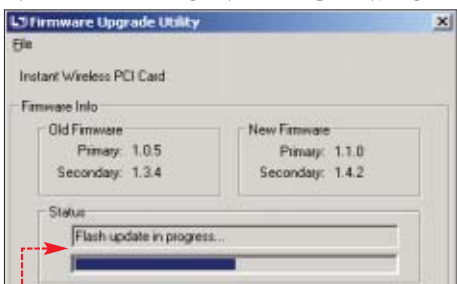 Firmware Upgrade Utility
File
Instant Wireless PCI Card
Firmware Info
Old Firmware
Primary: 1.0.5
Secondary: 1.3.4
New Firmware
Primary: 1.1.0
Secondary: 1.4.2
Status
Flash update in progress...